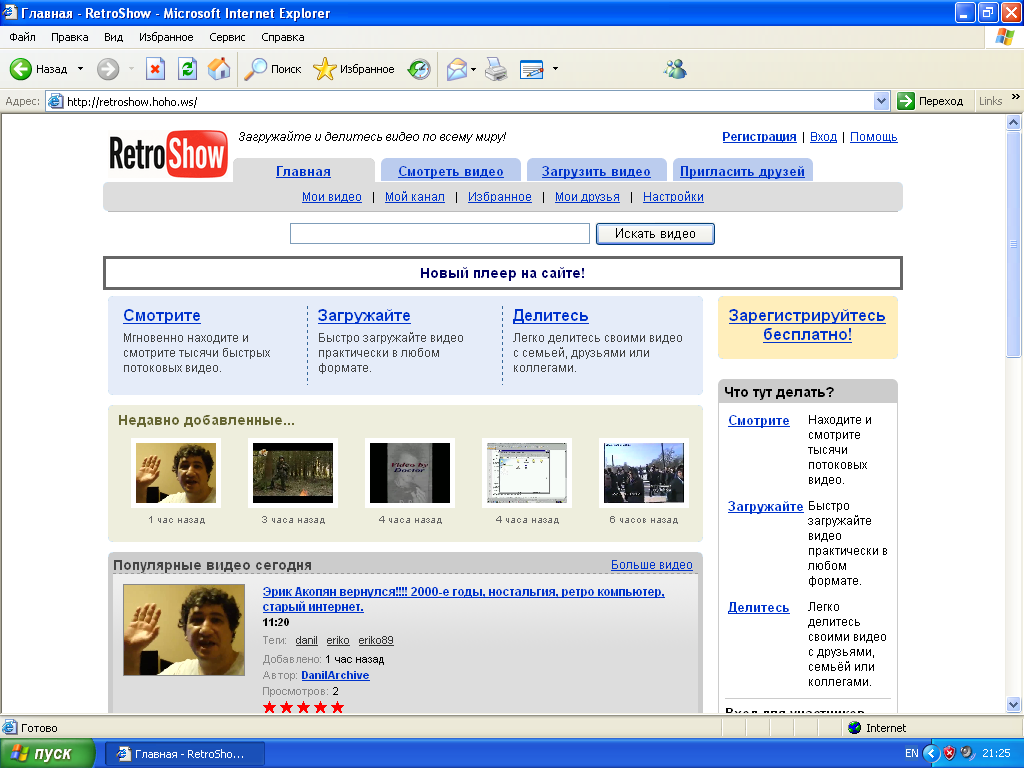 Главная - RetroShow - Microsoft Internet Explorer
Файл Правка Вид Избранное Сервис Справка
Назад Поиск Избранное
Адрес: http://retroshow.hoho.ws/ Переход Links »
RetroShow
Загружайте и делитесь видео по всему миру!
Регистрация | Вход | Помощь
Главная Смотреть видео Загрузить видео Пригласить друзей
Мои видео | Мой канал | Избранное | Мои друзья | Настройки
Искать видео
Новый плеер на сайте!
Смотрите
Мгновенно находите и
смотрите тысячи быстрых
потоковых видео.
Загружайте
Быстро загружайте видео
практически в любом
формате.
Делитесь
Легко делитесь своими видео
с семьей, друзьями или
коллегами.
Зарегистрируйтесь
бесплатно!
Недавно добавленные...
Video by
Doctor
1 час назад 3 часа назад 4 часа назад 4 часа назад 6 часов назад
Популярные видео сегодня Больше видео
Эрик Акопян вернулся!!!! 2000-е годы, ностальгия, ретро компьютер,
старый интернет.
11:20
Теги: danil eriko eriko89
Добавлено: 1 час назад
Автор: DanilArchive
Просмотров: 2
Что тут делать?
Смотрите
Находите и
смотрите
тысячи
потоковых
видео.
Загружайте
Быстро
загружайте
видео
практически в
любом
формате.
Делитесь
Легко
делитесь
своими видео
с друзьями,
семьёй или
коллегами.
Вход для участников
Готово Internet
пуск Главная - RetroSho... EN 21:25